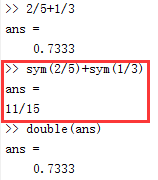 >> 2/5+1/3
ans =
0.7333
>> sym(2/5)+sym(1/3)
ans =
11/15
>> double(ans)
ans =
0.7333